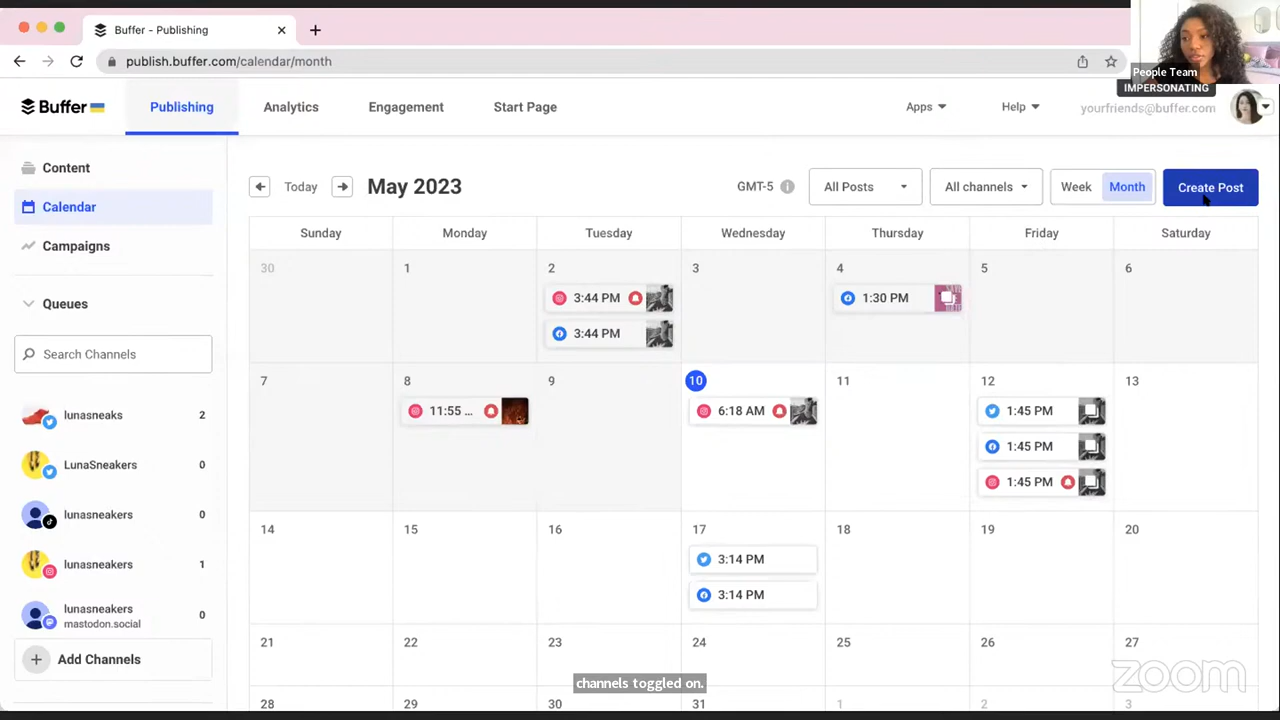 Buffer - Publishing
publish.buffer.com/calendar/month
People Team
IMPERSONATING
Buffer
Publishing
Analytics
Engagement
Start Page
Apps
Help
yourfriends@buffer.com
Content
Calendar
Campaigns
Queues
Search Channels
lunasneaks 2
LunaSneakers 0
lunasneakers 0
lunasneakers 1
lunasneakers 0
mastodon.social
Add Channels
Today
May 2023
GMT-5
All Posts
All channels
Week
Month
Create Post
Sunday Monday Tuesday Wednesday Thursday Friday Saturday
30 1 2 3 4 5 6
3:44 PM 1:30 PM
3:44 PM
7 8 9 10 11 12 13
11:55 ... 6:18 AM 1:45 PM
1:45 PM
1:45 PM
14 15 16 17 18 19 20
3:14 PM
3:14 PM
21 22 23 24 25 26 27
channels toggled on.
28 29 30 31 1 2 3
zoom